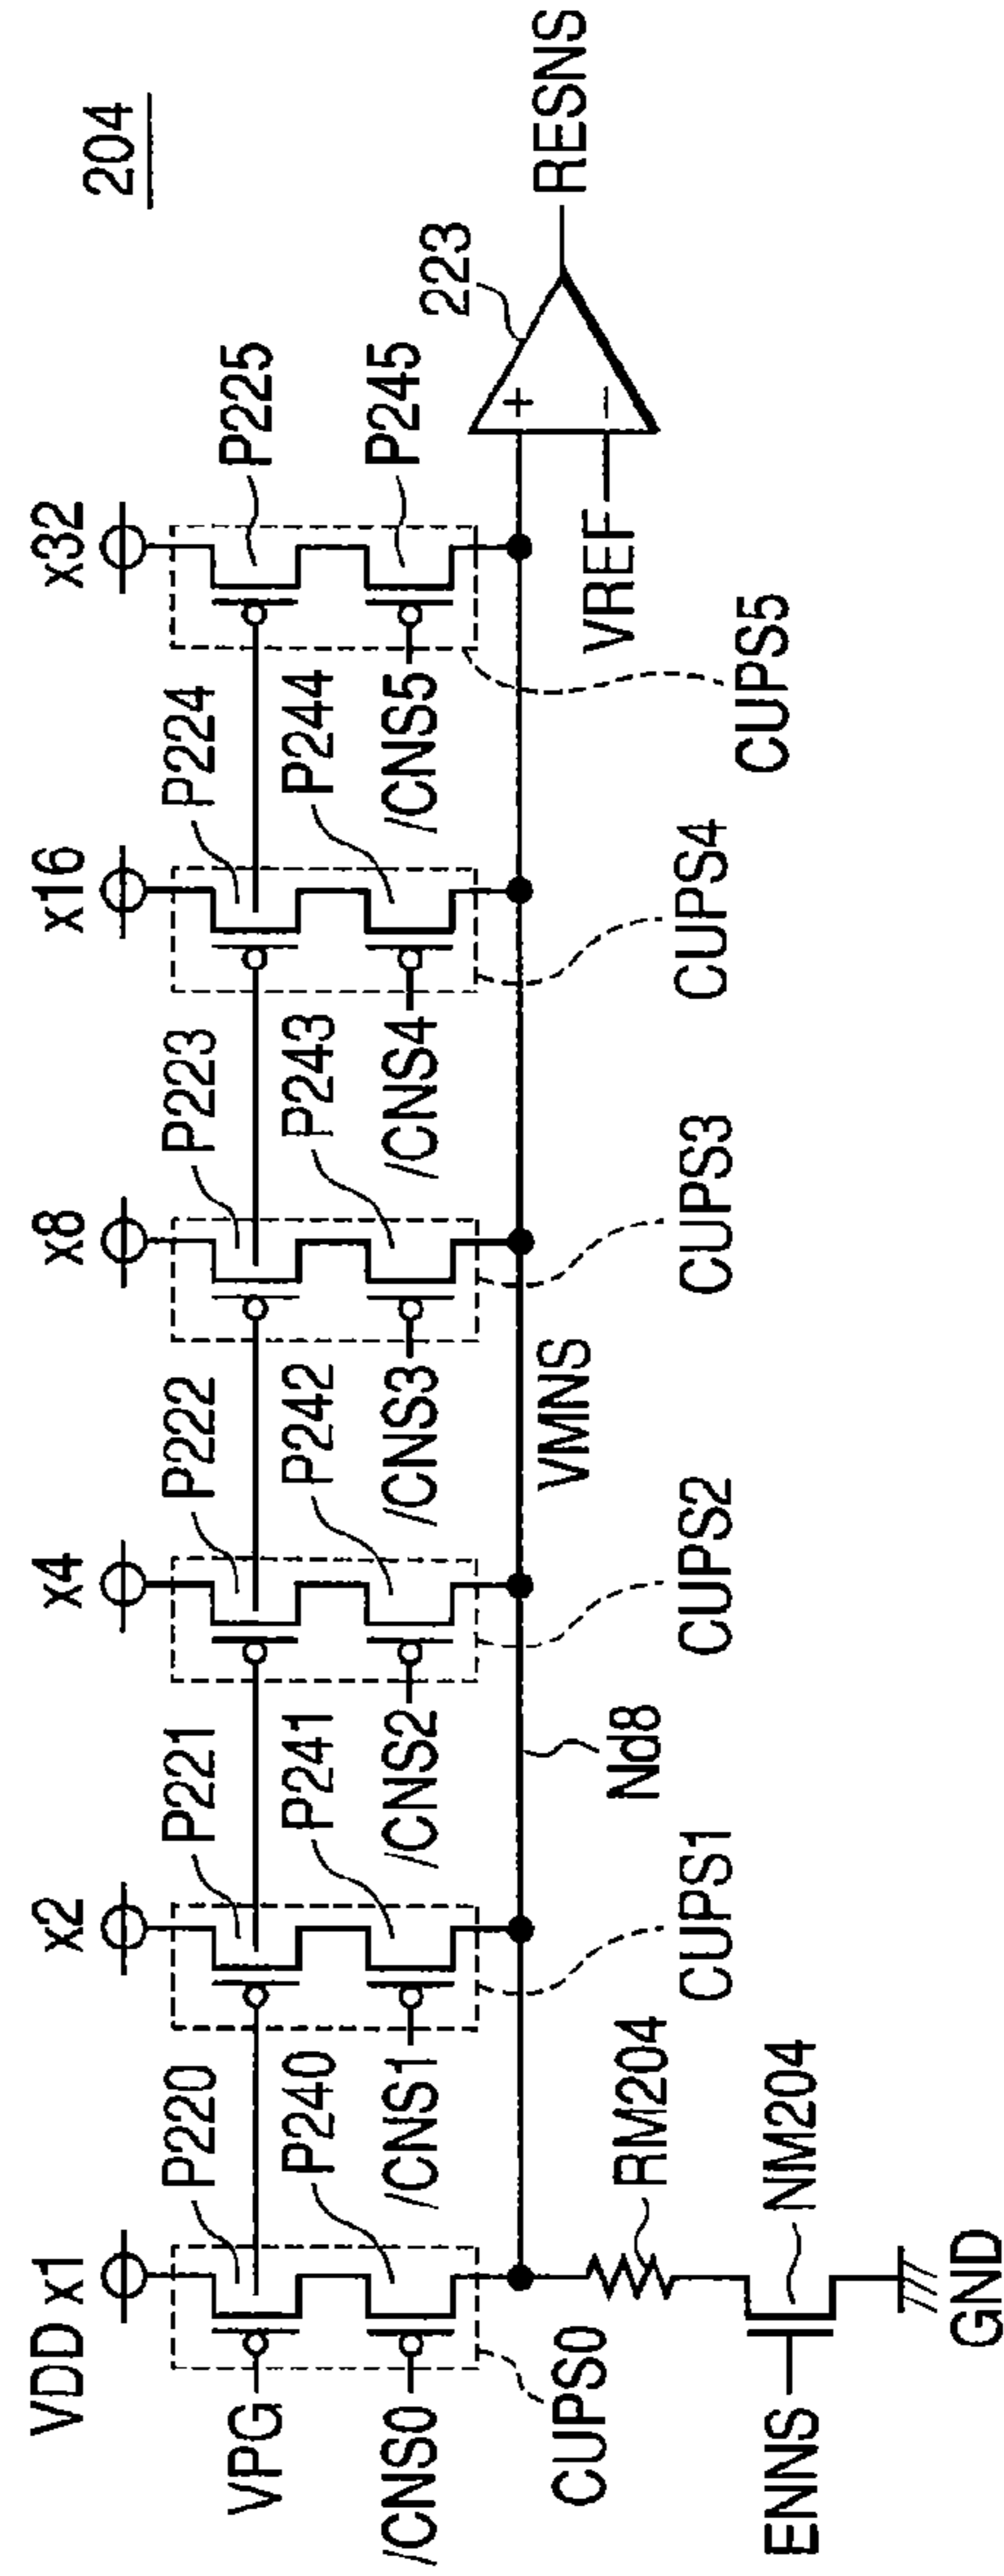 204
VDD x1
x2
x4
x8
x16
x32
P220
P221
P222
P223
P224
P225
VPG
P240
P241
P242
P243
P244
P245
/CNS0
/CNS1
/CNS2
/CNS3
/CNS4
/CNS5
223
+
−
RESNS
VREF
VMNS
Nd8
CUPS0
CUPS1
CUPS2
CUPS3
CUPS4
CUPS5
RM204
NM204
ENNS
GND